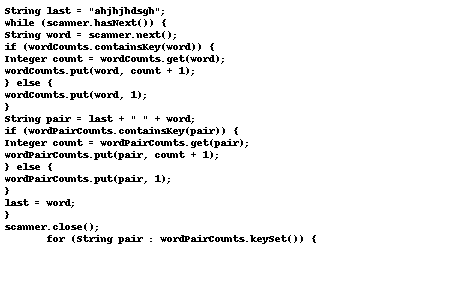 String last = "ahjhjhdsgh";
while (scanner.hasNext()) {
String word = scanner.next();
if (wordCounts.containsKey(word)) {
Integer count = wordCounts.get(word);
wordCounts.put(word, count + 1);
} else {
wordCounts.put(word, 1);
}
String pair = last + " " + word;
if (wordPairCounts.containsKey(pair)) {
Integer count = wordPairCounts.get(pair);
wordPairCounts.put(pair, count + 1);
} else {
wordPairCounts.put(pair, 1);
}
last = word;
}
scanner.close();
for (String pair : wordPairCounts.keySet()) {